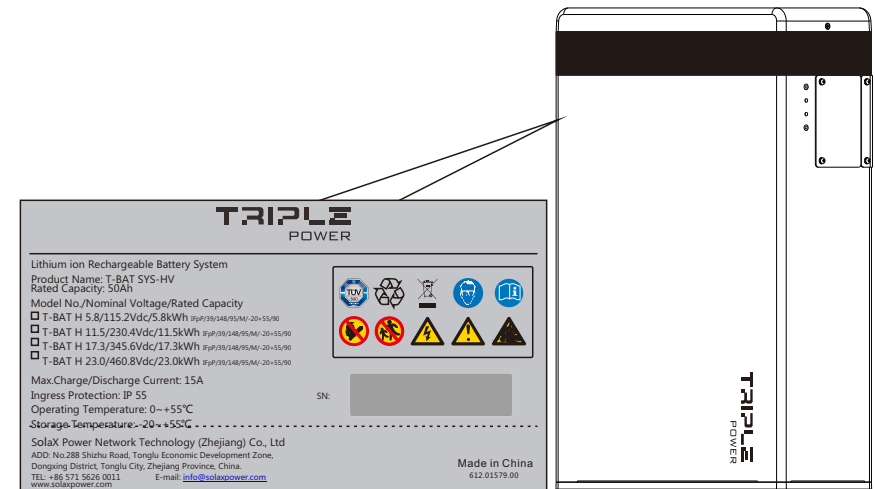 TRIPLE
POWER
Lithium ion Rechargeable Battery System
Product Name: T-BAT SYS-HV
Rated Capacity: 50Ah
Model No./Nominal Voltage/Rated Capacity
T-BAT H 5.8/115.2Vdc/5.8kWh IFpP/39/148/95/M/-20+55/90
T-BAT H 11.5/230.4Vdc/11.5kWh IFpP/39/148/95/M/-20+55/90
T-BAT H 17.3/345.6Vdc/17.3kWh IFpP/39/148/95/M/-20+55/90
T-BAT H 23.0/460.8Vdc/23.0kWh IFpP/39/148/95/M/-20+55/90
TÜV
Max.Charge/Discharge Current: 15A
Ingress Protection: IP 55
SN:
Operating Temperature: 0~+55℃
Storage Temperature: -20~+55℃
SolaX Power Network Technology (Zhejiang) Co., Ltd
ADD: No.288 Shizhu Road, Tonglu Economic Development Zone,
Dongxing District, Tonglu City, Zhejiang Province, China.
TEL: +86 571 5626 0011 E-mail: info@solaxpower.com
www.solaxpower.com
Made in China
612.01579.00
TRIPLE
POWER